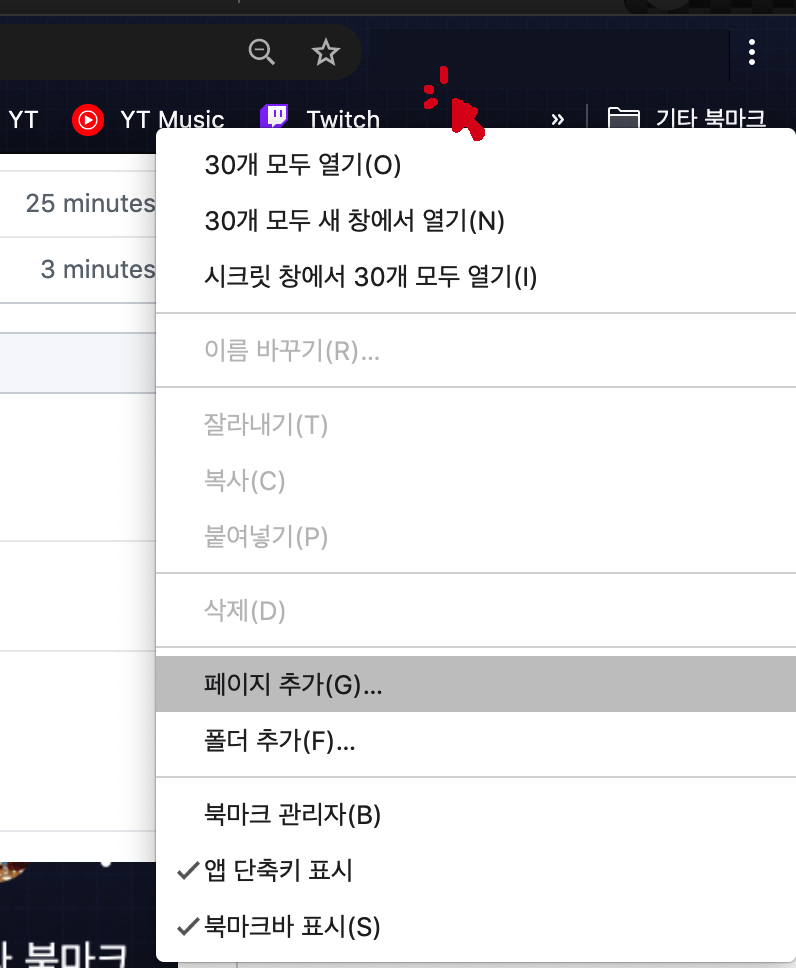 YT YT Music Twitch » 기타 북마크
30개 모두 열기(O)
25 minutes
30개 모두 새 창에서 열기(N)
3 minutes
시크릿 창에서 30개 모두 열기(I)
이름 바꾸기(R)...
잘라내기(T)
복사(C)
붙여넣기(P)
삭제(D)
페이지 추가(G)...
폴더 추가(F)...
북마크 관리자(B)
앱 단축키 표시
북마크바 표시(S)
북마크